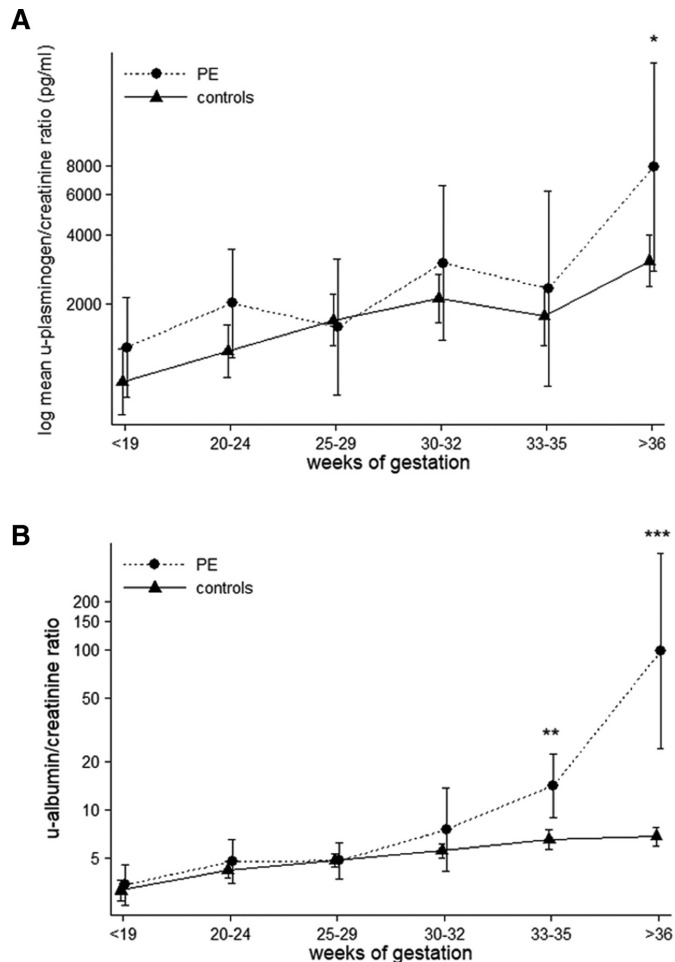 A
*
PE
controls
log mean u-plasminogen/creatinine ratio (pg/ml)
8000
6000
4000
2000
<19 20-24 25-29 30-32 33-35 >36
weeks of gestation
B
***
PE
controls
u-albumin/creatinine ratio
200
150
100
50
**
20
10
5
<19 20-24 25-29 30-32 33-35 >36
weeks of gestation